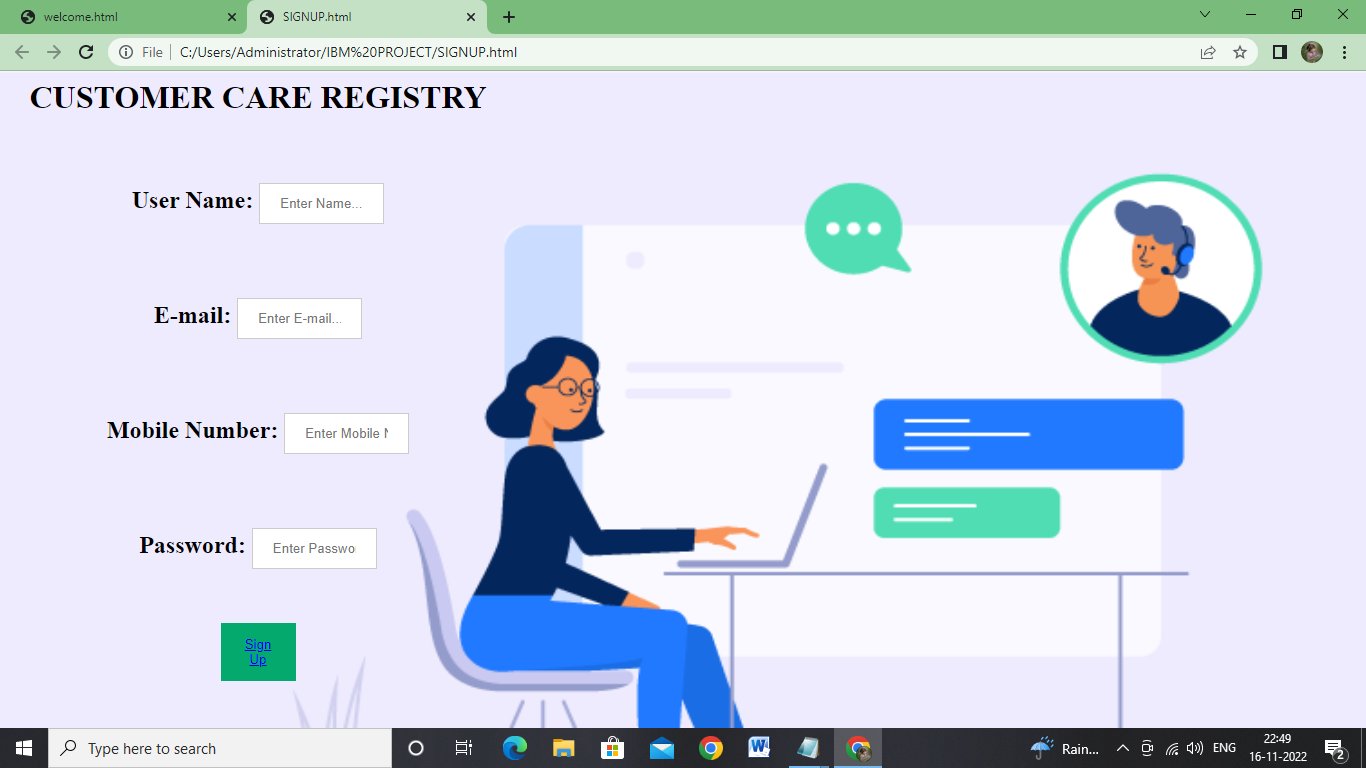 welcome.html
SIGNUP.html
File
C:/Users/Administrator/IBM%20PROJECT/SIGNUP.html
CUSTOMER CARE REGISTRY
User Name: Enter Name...
E-mail: Enter E-mail...
Mobile Number: Enter Mobile N
Password: Enter Passwo
Sign
Up
Type here to search
Rain...
ENG
22:49
16-11-2022
2